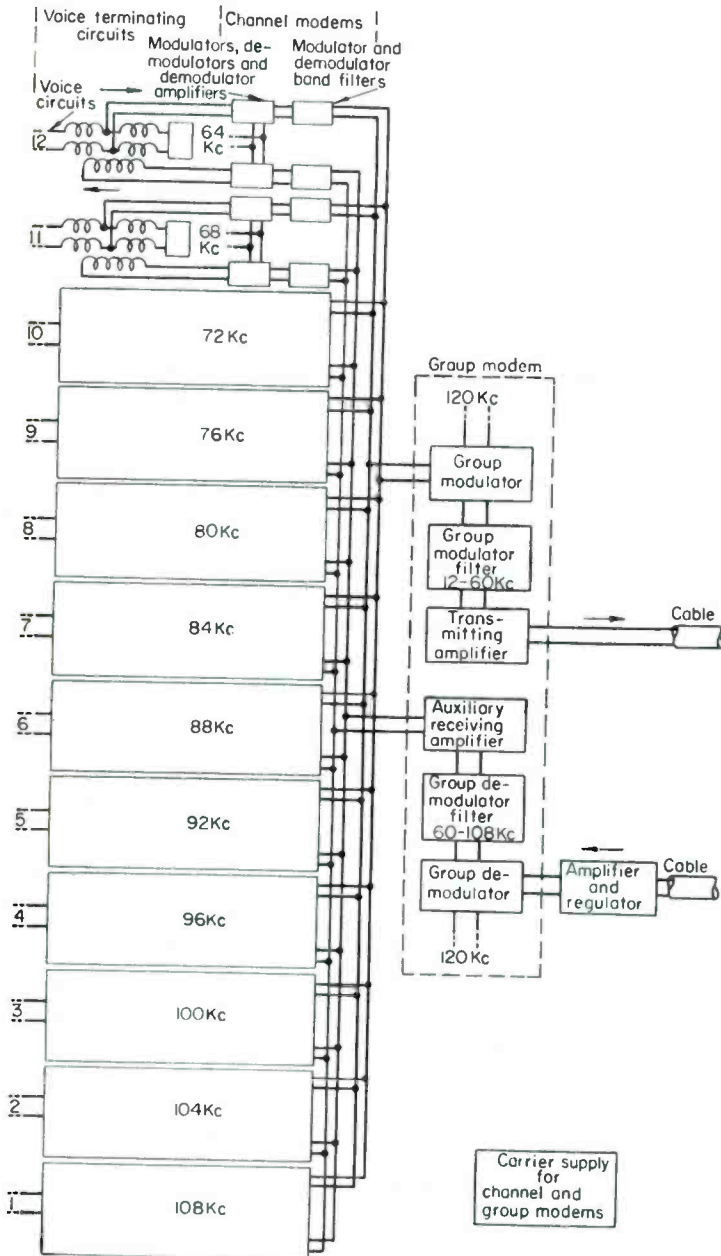 Voice terminating
circuits
Channel modems
Modulators, de-
modulators and
demodulator
amplifiers
Modulator and
demodulator
band filters
Voice
circuits
12
64
Kc
11
68
Kc
10
72Kc
9
76Kc
8
80Kc
7
84Kc
6
88Kc
5
92Kc
4
96Kc
3
100Kc
2
104Kc
1
108Kc
Group modem
120Kc
Group
modulator
Group
modulator
filter
12-60Kc
Trans-
mitting
amplifier
Cable
Auxiliary
receiving
amplifier
Group de-
modulator
filter
60-108Kc
Group de-
modulator
120Kc
Amplifier
and
regulator
Cable
Carrier supply
for
channel and
group modems